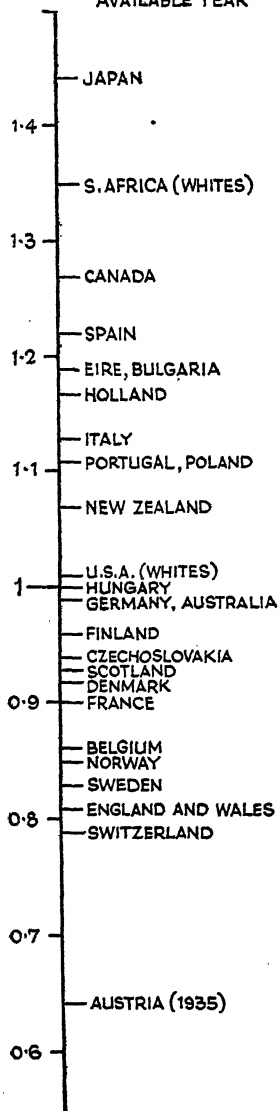 AVAILABLE YEAR
JAPAN
1·4
S. AFRICA (WHITES)
1·3
CANADA
SPAIN
1·2
EIRE, BULGARIA
HOLLAND
ITALY
PORTUGAL, POLAND
1·1
NEW ZEALAND
U.S.A. (WHITES)
1
HUNGARY
GERMANY, AUSTRALIA
FINLAND
CZECHOSLOVAKIA
SCOTLAND
DENMARK
0·9
FRANCE
BELGIUM
NORWAY
SWEDEN
ENGLAND AND WALES
0·8
SWITZERLAND
0·7
AUSTRIA (1935)
0·6